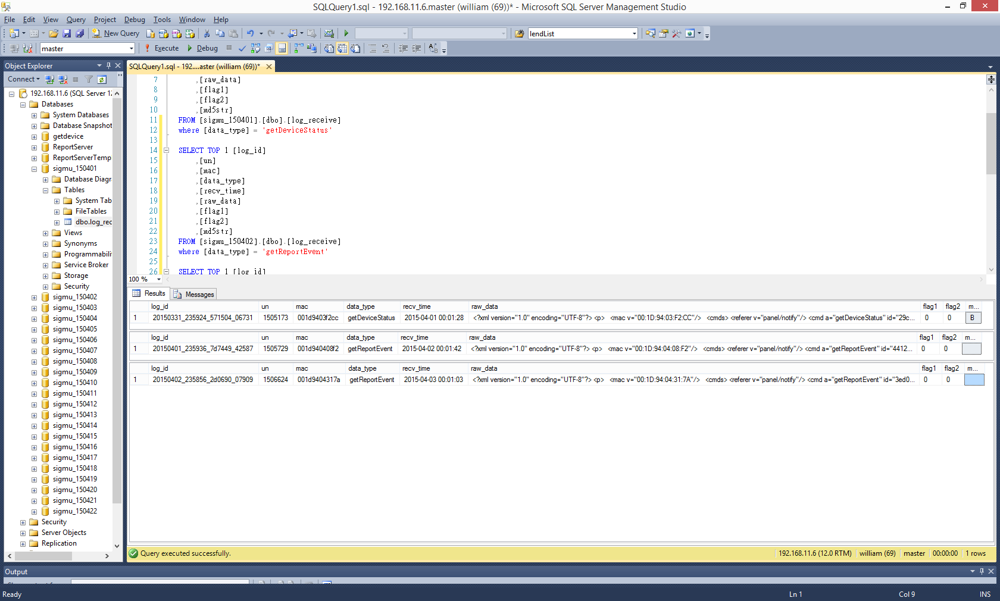 SQLQuery1.sql - 192.168.11.6.master (william (69))* - Microsoft SQL Server Management Studio
File Edit View Query Project Debug Tools Window Help
New Query lendList
master Execute Debug
Object Explorer
SQLQuery1.sql - 192....aster (william (69))*
Connect
192.168.11.6 (SQL Server 12
Databases
System Databases
Database Snapshot
getdevice
ReportServer
ReportServerTemp
sigmu_150401
Database Diagr
Tables
System Tab
FileTables
dbo.log_rec
Views
Synonyms
Programmabili
Service Broker
Storage
Security
sigmu_150402
sigmu_150403
sigmu_150404
sigmu_150405
sigmu_150406
sigmu_150407
sigmu_150408
sigmu_150409
sigmu_150410
sigmu_150411
sigmu_150412
sigmu_150413
sigmu_150414
sigmu_150415
sigmu_150416
sigmu_150417
sigmu_150418
sigmu_150419
sigmu_150420
sigmu_150421
sigmu_150422
Security
Server Objects
Replication
7 ,[raw_data]
8 ,[flag1]
9 ,[flag2]
10 ,[md5str]
11 FROM [sigmu_150401].[dbo].[log_receive]
12 where [data_type] = 'getDeviceStatus'
13
14 SELECT TOP 1 [log_id]
15 ,[un]
16 ,[mac]
17 ,[data_type]
18 ,[recv_time]
19 ,[raw_data]
20 ,[flag1]
21 ,[flag2]
22 ,[md5str]
23 FROM [sigmu_150402].[dbo].[log_receive]
24 where [data_type] = 'getReportEvent'
25
26 SELECT TOP 1 [log_id]
100 %
Results Messages
log_id un mac data_type recv_time raw_data flag1 flag2 m...
1 20150331_235924_571504_06731 1505173 001d9403f2cc getDeviceStatus 2015-04-01 00:01:28 <?xml version="1.0" encoding="UTF-8"?> <p> <mac v="00:1D:94:03:F2:CC"/> <cmds> <referer v="panel/notify"/> <cmd a="getDeviceStatus" id="29c... 0 0 B
log_id un mac data_type recv_time raw_data flag1 flag2 m...
1 20150401_235936_7d7449_42587 1505729 001d940408f2 getReportEvent 2015-04-02 00:01:42 <?xml version="1.0" encoding="UTF-8"?> <p> <mac v="00:1D:94:04:08:F2"/> <cmds> <referer v="panel/notify"/> <cmd a="getReportEvent" id="4412... 0 0
log_id un mac data_type recv_time raw_data flag1 flag2 m...
1 20150402_235856_2d0690_07909 1506624 001d9404317a getReportEvent 2015-04-03 00:01:03 <?xml version="1.0" encoding="UTF-8"?> <p> <mac v="00:1D:94:04:31:7A"/> <cmds> <referer v="panel/notify"/> <cmd a="getReportEvent" id="3ed0... 0 0
Query executed successfully. 192.168.11.6 (12.0 RTM) william (69) master 00:00:00 1 rows
Output
Ready Ln 1 Col 9 INS